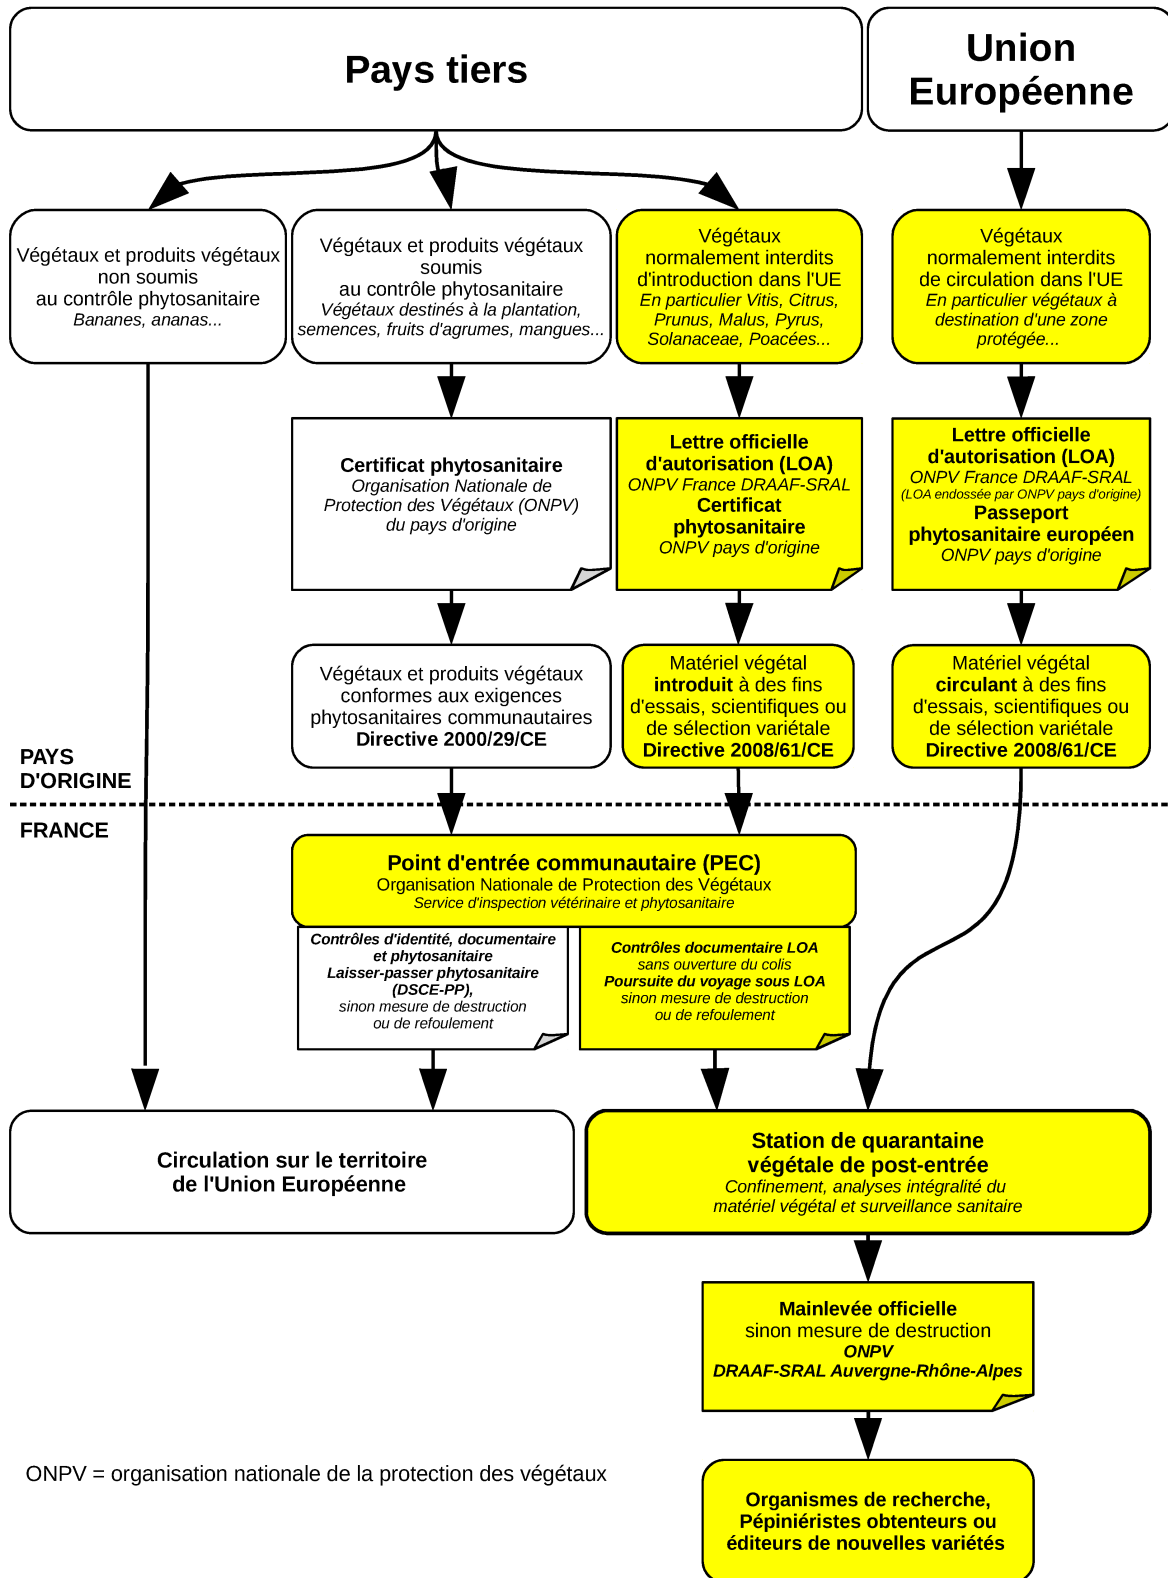 Pays tiers
Union
Européenne
Végétaux et produits végétaux
non soumis
au contrôle phytosanitaire
Bananes, ananas...
Végétaux et produits végétaux
soumis
au contrôle phytosanitaire
Végétaux destinés à la plantation,
semences, fruits d'agrumes, mangues...
Végétaux
normalement interdits
d'introduction dans l'UE
En particulier Vitis, Citrus,
Prunus, Malus, Pyrus,
Solanaceae, Poacées...
Végétaux
normalement interdits
de circulation dans l'UE
En particulier végétaux à
destination d'une zone
protégée...
Certificat phytosanitaire
Organisation Nationale de
Protection des Végétaux (ONPV)
du pays d'origine
Lettre officielle
d'autorisation (LOA)
ONPV France DRAAF-SRAL
Certificat
phytosanitaire
ONPV pays d'origine
Lettre officielle
d'autorisation (LOA)
ONPV France DRAAF-SRAL
(LOA endossée par ONPV pays d'origine)
Passeport
phytosanitaire européen
ONPV pays d'origine
Végétaux et produits végétaux
conformes aux exigences
phytosanitaires communautaires
Directive 2000/29/CE
Matériel végétal
introduit à des fins
d'essais, scientifiques ou
de sélection variétale
Directive 2008/61/CE
Matériel végétal
circulant à des fins
d'essais, scientifiques ou
de sélection variétale
Directive 2008/61/CE
PAYS
D'ORIGINE
FRANCE
Point d'entrée communautaire (PEC)
Organisation Nationale de Protection des Végétaux
Service d'inspection vétérinaire et phytosanitaire
Contrôles d'identité, documentaire
et phytosanitaire
Laisser-passer phytosanitaire
(DSCE-PP),
sinon mesure de destruction
ou de refoulement
Contrôles documentaire LOA
sans ouverture du colis
Poursuite du voyage sous LOA
sinon mesure de destruction
ou de refoulement
Circulation sur le territoire
de l'Union Européenne
Station de quarantaine
végétale de post-entrée
Confinement, analyses intégralité du
matériel végétal et surveillance sanitaire
Mainlevée officielle
sinon mesure de destruction
ONPV
DRAAF-SRAL Auvergne-Rhône-Alpes
ONPV = organisation nationale de la protection des végétaux
Organismes de recherche,
Pépiniéristes obtenteurs ou
éditeurs de nouvelles variétés